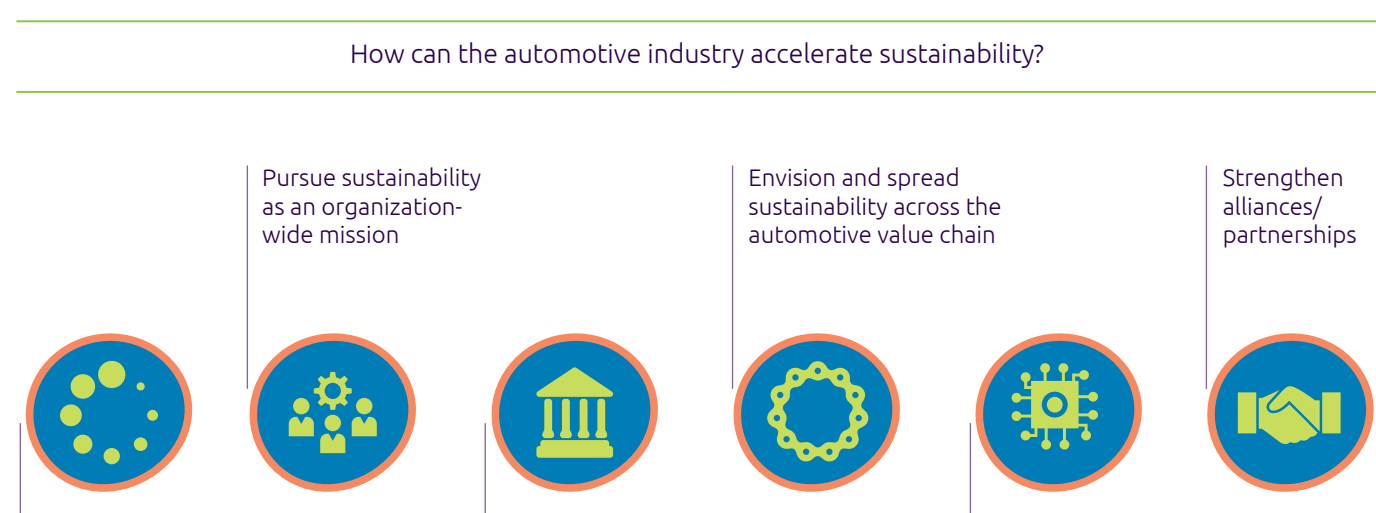 How can the automotive industry accelerate sustainability?
Pursue sustainability
as an organization-
wide mission
Envision and spread
sustainability across the
automotive value chain
Strengthen
alliances/
partnerships